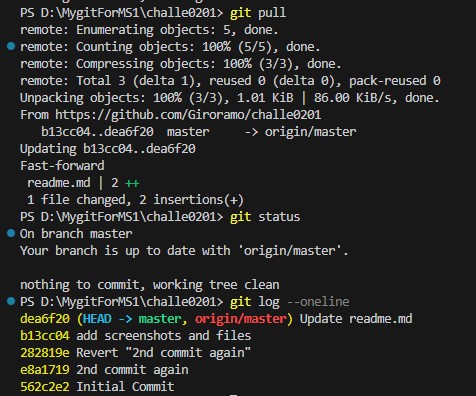 PS D:\MygitForMS1\challe0201> git pull
remote: Enumerating objects: 5, done.
remote: Counting objects: 100% (5/5), done.
remote: Compressing objects: 100% (3/3), done.
remote: Total 3 (delta 1), reused 0 (delta 0), pack-reused 0
Unpacking objects: 100% (3/3), 1.01 KiB | 86.00 KiB/s, done.
From https://github.com/Giroramo/challe0201
   b13cc04..dea6f20  master     -> origin/master
Updating b13cc04..dea6f20
Fast-forward
 readme.md | 2 ++
 1 file changed, 2 insertions(+)
PS D:\MygitForMS1\challe0201> git status
On branch master
Your branch is up to date with 'origin/master'.
nothing to commit, working tree clean
PS D:\MygitForMS1\challe0201> git log --oneline
dea6f20 (HEAD -> master, origin/master) Update readme.md
b13cc04 add screenshots and files
282819e Revert "2nd commit again"
e8a1719 2nd commit again
562c2e2 Initial Commit